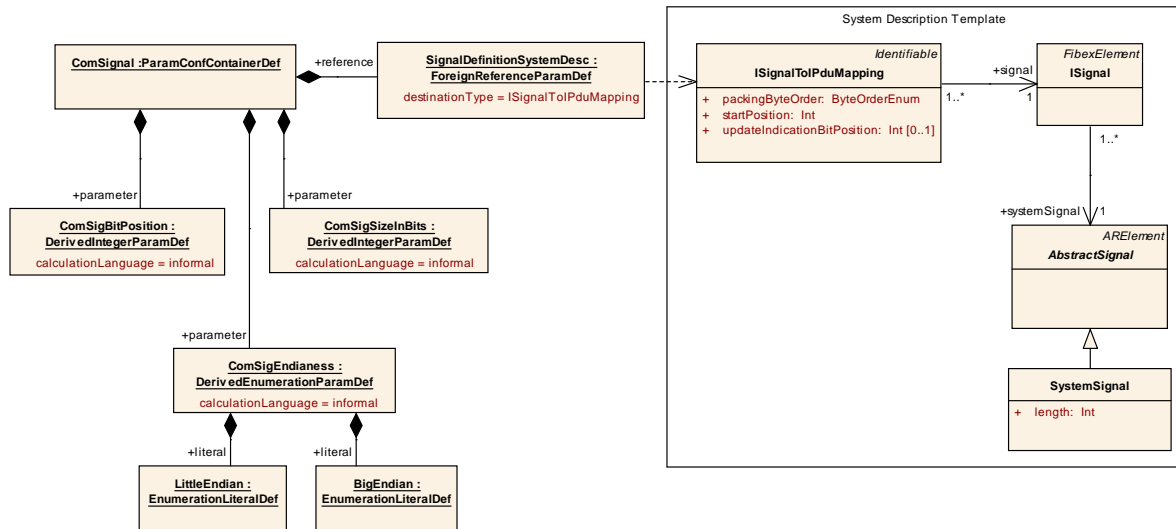 System Description Template
ComSignal :ParamConfContainerDef
+reference
SignalDefinitionSystemDesc :
ForeignReferenceParamDef
destinationType = ISignalToIPduMapping
Identifiable
ISignalToIPduMapping
+ packingByteOrder: ByteOrderEnum
+ startPosition: Int
+ updateIndicationBitPosition: Int [0..1]
+signal
1..*
1
FibexElement
ISignal
1..*
+systemSignal
1
ARElement
AbstractSignal
SystemSignal
+ length: Int
+parameter
ComSigBitPosition :
DerivedIntegerParamDef
calculationLanguage = informal
+parameter
ComSigSizeInBits :
DerivedIntegerParamDef
calculationLanguage = informal
+parameter
ComSigEndianess :
DerivedEnumerationParamDef
calculationLanguage = informal
+literal
LittleEndian :
EnumerationLiteralDef
+literal
BigEndian :
EnumerationLiteralDef